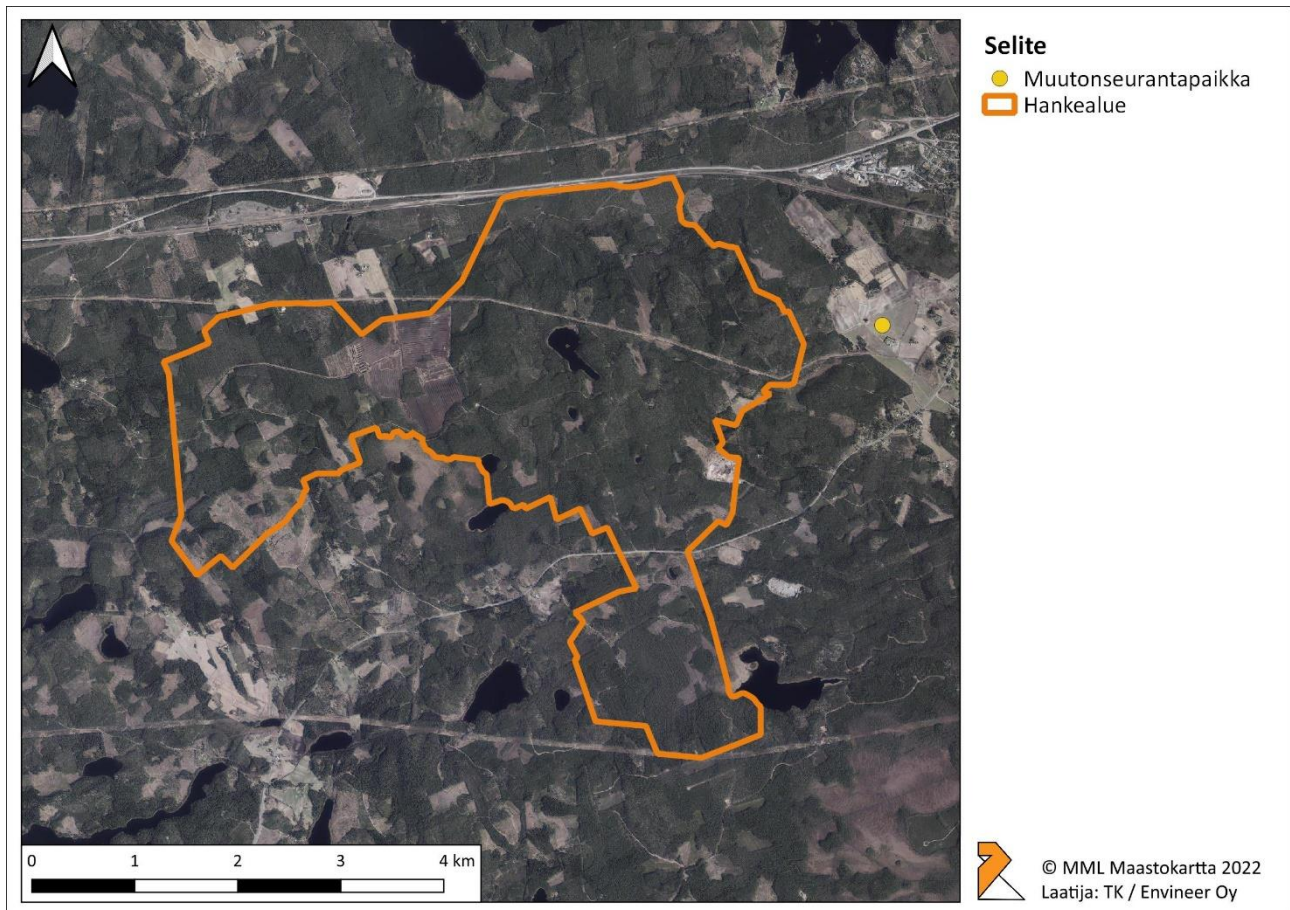 Selite
Muutonseurantapaikka
Hankealue
0 1 2 3 4 km
© MML Maastokartta 2022
Laatija: TK / Envineer Oy